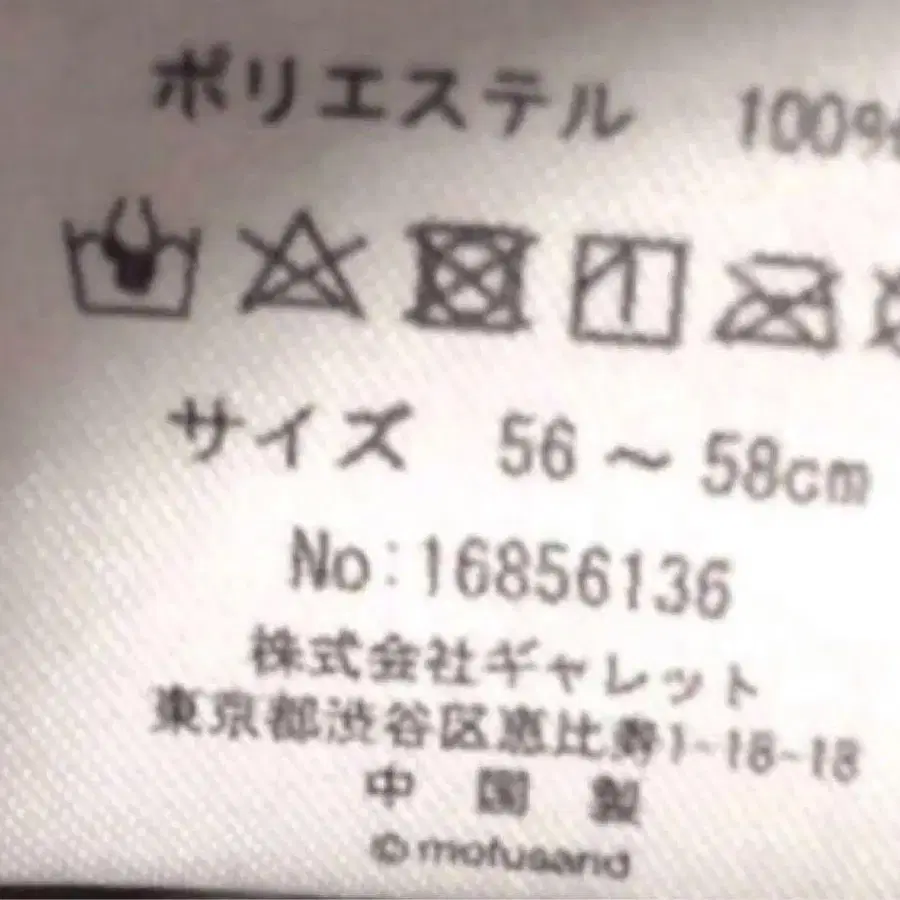 ポリエステル 100%
サイズ 56 ~ 58cm
No:16856136
株式会社ギャレット
東京都渋谷区恵比寿1-18-18
中国製
© mofusand